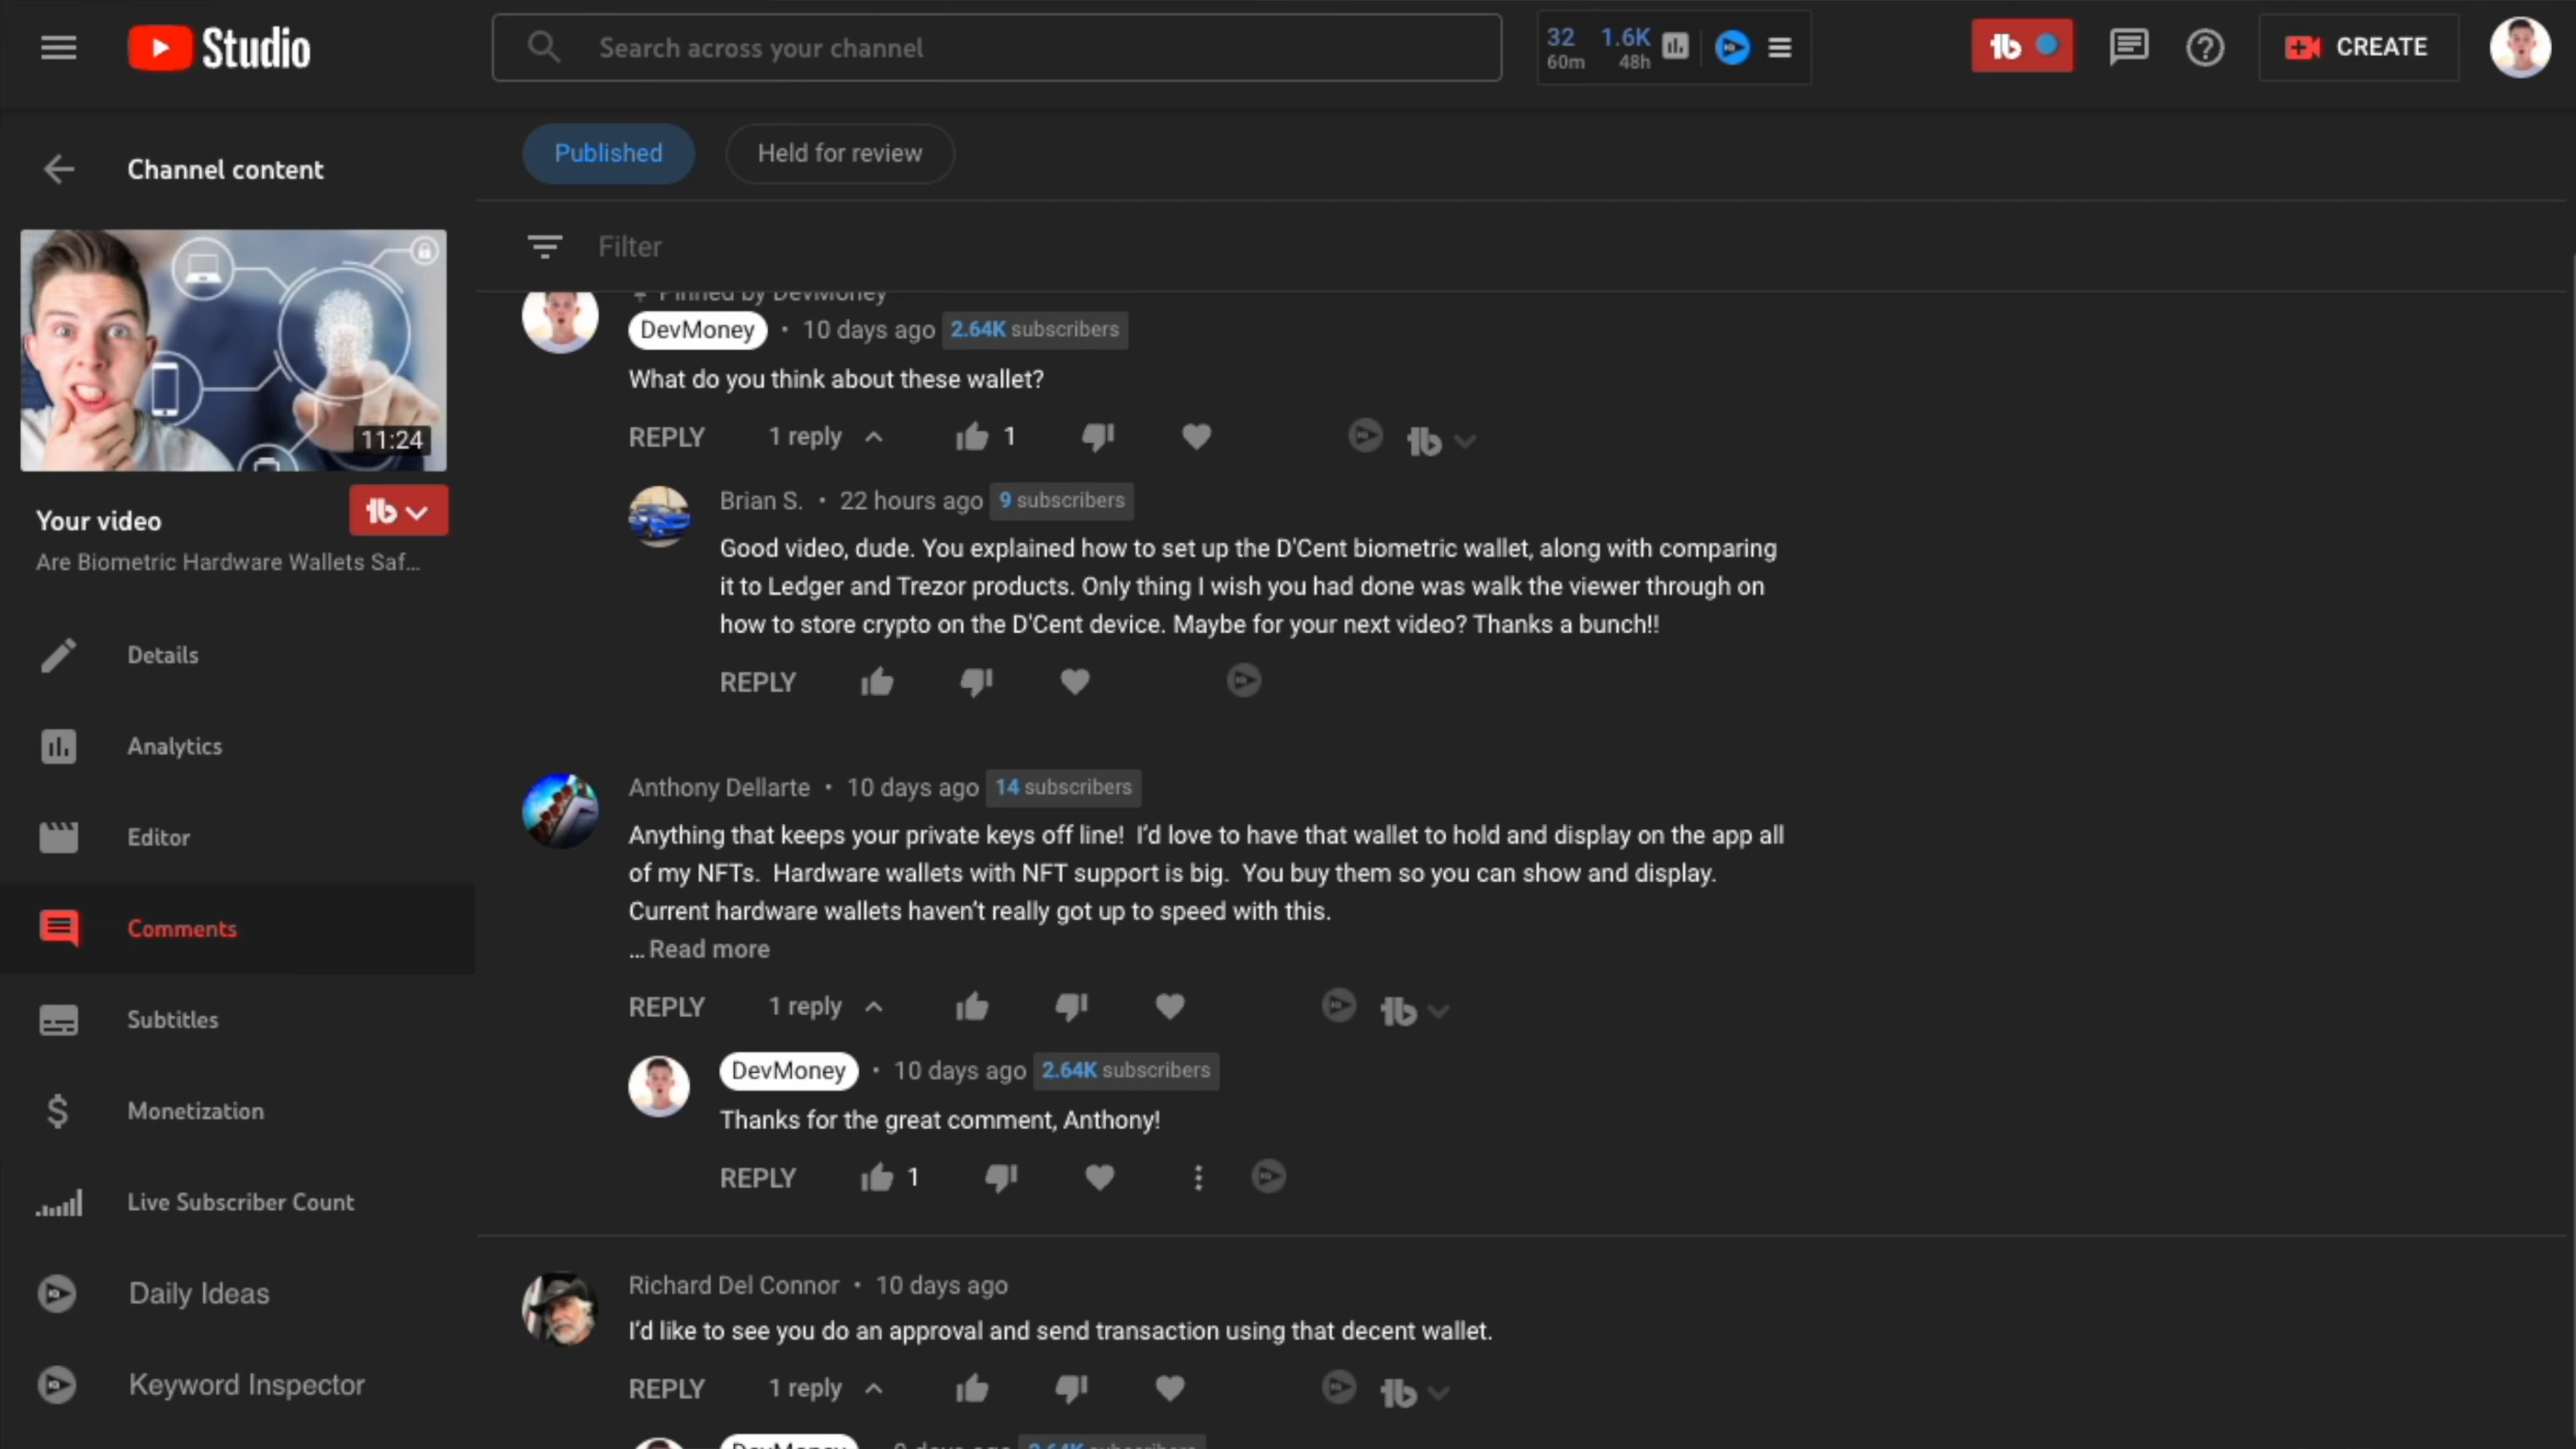 Studio
Search across your channel
32
60m
1.6K
48h
CREATE
Channel content
Published
Held for review
Filter
11:24
Your video
Are Biometric Hardware Wallets Saf...
Details
Analytics
Editor
Comments
Subtitles
Monetization
Live Subscriber Count
Daily Ideas
Keyword Inspector
Pinned by DevMoney
DevMoney • 10 days ago 2.64K subscribers
What do you think about these wallet?
REPLY 1 reply 1
Brian S. • 22 hours ago 9 subscribers
Good video, dude. You explained how to set up the D'Cent biometric wallet, along with comparing
it to Ledger and Trezor products. Only thing I wish you had done was walk the viewer through on
how to store crypto on the D'Cent device. Maybe for your next video? Thanks a bunch!!
REPLY
Anthony Dellarte • 10 days ago 14 subscribers
Anything that keeps your private keys off line! I'd love to have that wallet to hold and display on the app all
of my NFTs. Hardware wallets with NFT support is big. You buy them so you can show and display.
Current hardware wallets haven't really got up to speed with this.
... Read more
REPLY 1 reply
DevMoney • 10 days ago 2.64K subscribers
Thanks for the great comment, Anthony!
REPLY 1
Richard Del Connor • 10 days ago
I'd like to see you do an approval and send transaction using that decent wallet.
REPLY 1 reply
DevMoney days ago 2.64K subscribers